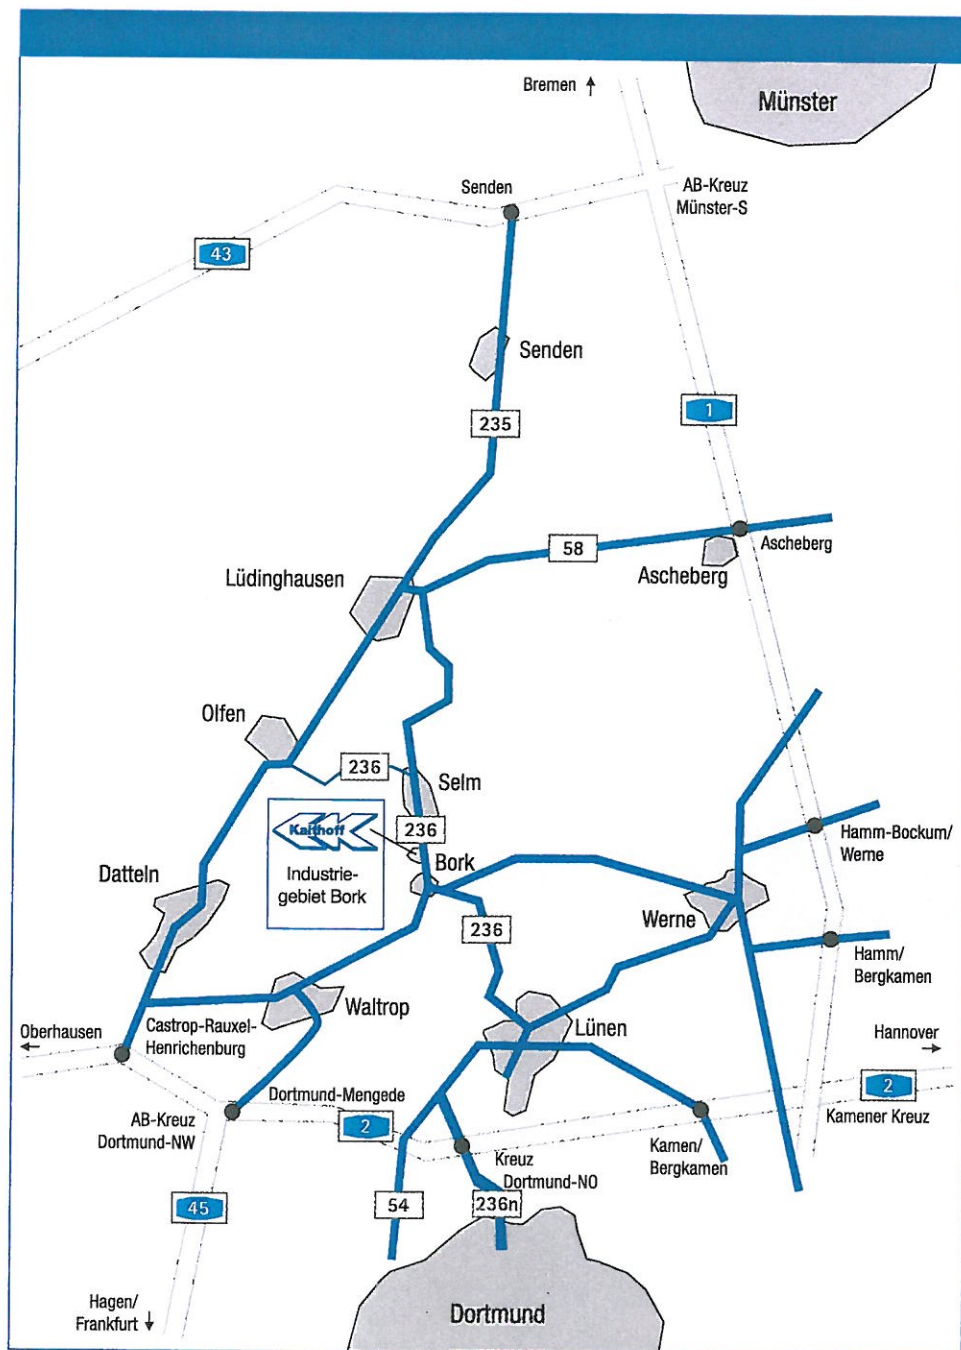 Bremen
Münster
Senden
AB-Kreuz
Münster-S
43
Senden
1
235
58
Ascheberg
Ascheberg
Lüdinghausen
Olfen
236
Selm
Kalthoff
236
Hamm-Bockum/
Werne
Bork
Industrie-
gebiet Bork
Datteln
Werne
236
Hamm/
Bergkamen
Waltrop
Castrop-Rauxel-
Henrichenburg
Lünen
Oberhausen
Hannover
Dortmund-Mengede
2
AB-Kreuz
Dortmund-NW
2
Kamener Kreuz
Kreuz
Dortmund-NO
Kamen/
Bergkamen
45
54
236n
Hagen/
Frankfurt
Dortmund